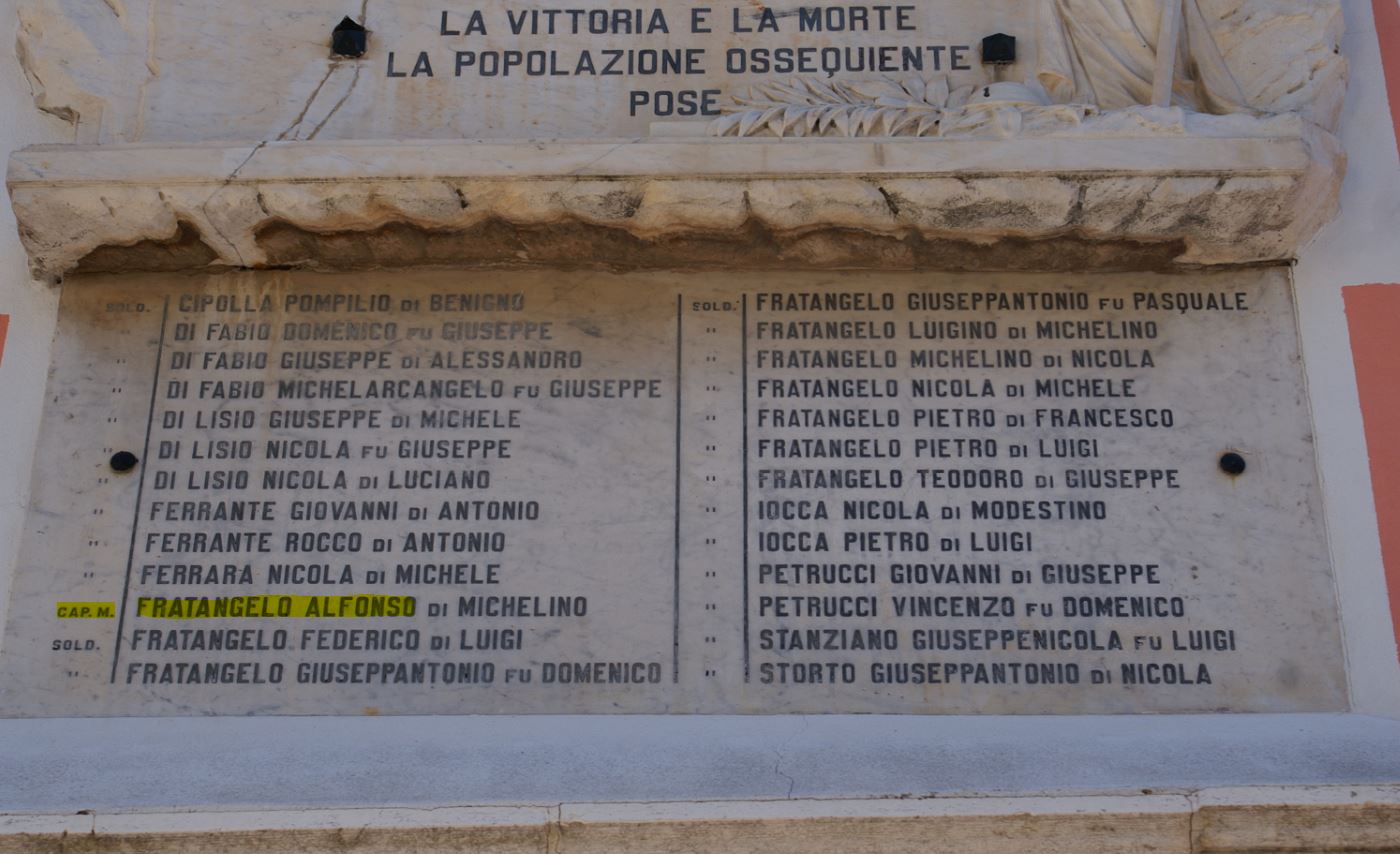 LA VITTORIA E LA MORTE
LA POPOLAZIONE OSSEQUIENTE
POSE
SOLD. CIPOLLA POMPILIO DI BENIGNO
" DI FABIO DOMENICO FU GIUSEPPE
" DI FABIO GIUSEPPE DI ALESSANDRO
" DI FABIO MICHELARCANGELO FU GIUSEPPE
" DI LISIO GIUSEPPE DI MICHELE
" DI LISIO NICOLA FU GIUSEPPE
" DI LISIO NICOLA DI LUCIANO
" FERRANTE GIOVANNI DI ANTONIO
" FERRANTE ROCCO DI ANTONIO
" FERRARA NICOLA DI MICHELE
CAP. M. FRATANGELO ALFONSO DI MICHELINO
SOLD. FRATANGELO FEDERICO DI LUIGI
" FRATANGELO GIUSEPPANTONIO FU DOMENICO
SOLD. FRATANGELO GIUSEPPANTONIO FU PASQUALE
" FRATANGELO LUIGINO DI MICHELINO
" FRATANGELO MICHELINO DI NICOLA
" FRATANGELO NICOLA DI MICHELE
" FRATANGELO PIETRO DI FRANCESCO
" FRATANGELO PIETRO DI LUIGI
" FRATANGELO TEODORO DI GIUSEPPE
" IOCCA NICOLA DI MODESTINO
" IOCCA PIETRO DI LUIGI
" PETRUCCI GIOVANNI DI GIUSEPPE
" PETRUCCI VINCENZO FU DOMENICO
" STANZIANO GIUSEPPENICOLA FU LUIGI
" STORTO GIUSEPPANTONIO DI NICOLA